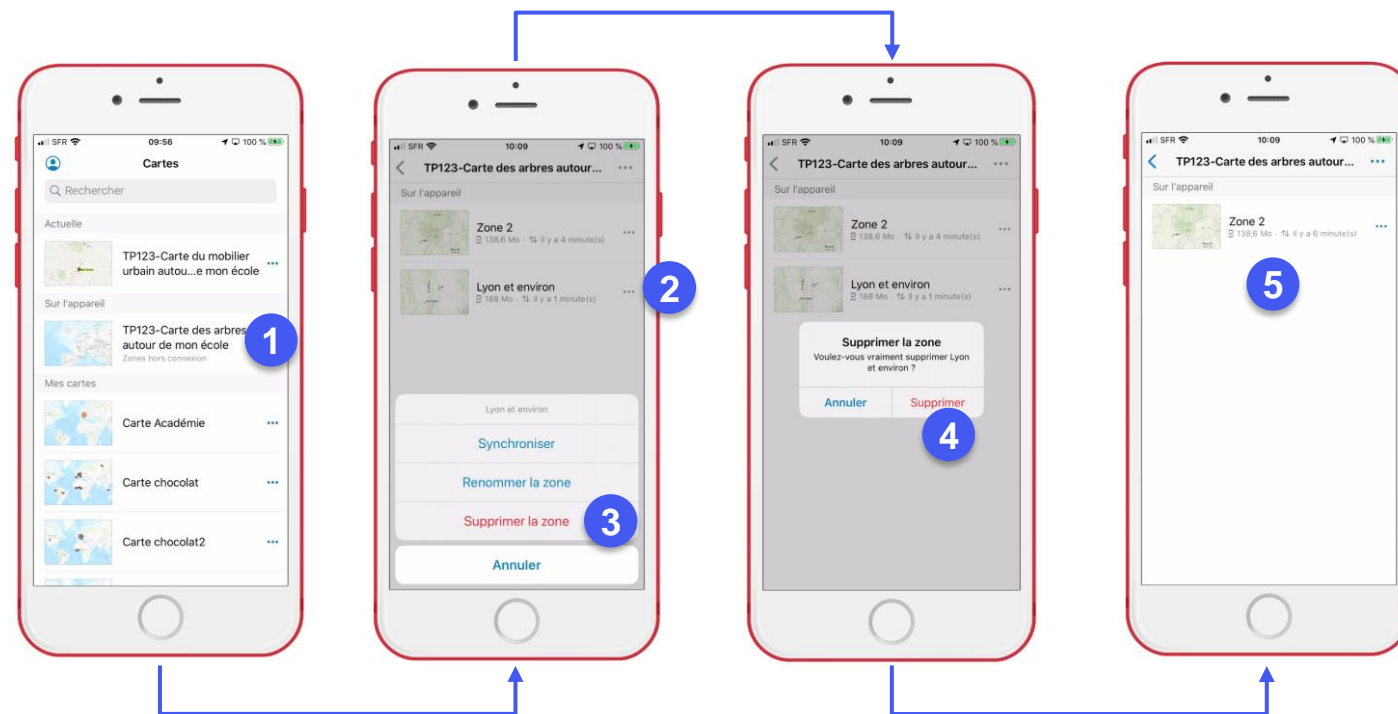 SFR 09:56 100 %
Cartes
Rechercher
Actuelle
TP123-Carte du mobilier
urbain autou...e mon école
Sur l'appareil
TP123-Carte des arbres
autour de mon école
Zones hors connexion
1
Mes cartes
Carte Académie
Carte chocolat
Carte chocolat2
SFR 10:09 100 %
TP123-Carte des arbres autour...
Sur l'appareil
Zone 2
138,6 Mo · Il y a 4 minute(s)
Lyon et environ
188 Mo · Il y a 1 minute(s)
2
Lyon et environ
Synchroniser
Renommer la zone
Supprimer la zone
3
Annuler
SFR 10:09 100 %
TP123-Carte des arbres autour...
Sur l'appareil
Zone 2
138,6 Mo · Il y a 4 minute(s)
Lyon et environ
188 Mo · Il y a 1 minute(s)
Supprimer la zone
Voulez-vous vraiment supprimer Lyon
et environ ?
Annuler Supprimer
4
SFR 10:09 100 %
TP123-Carte des arbres autour...
Sur l'appareil
Zone 2
138,6 Mo · Il y a 6 minute(s)
5